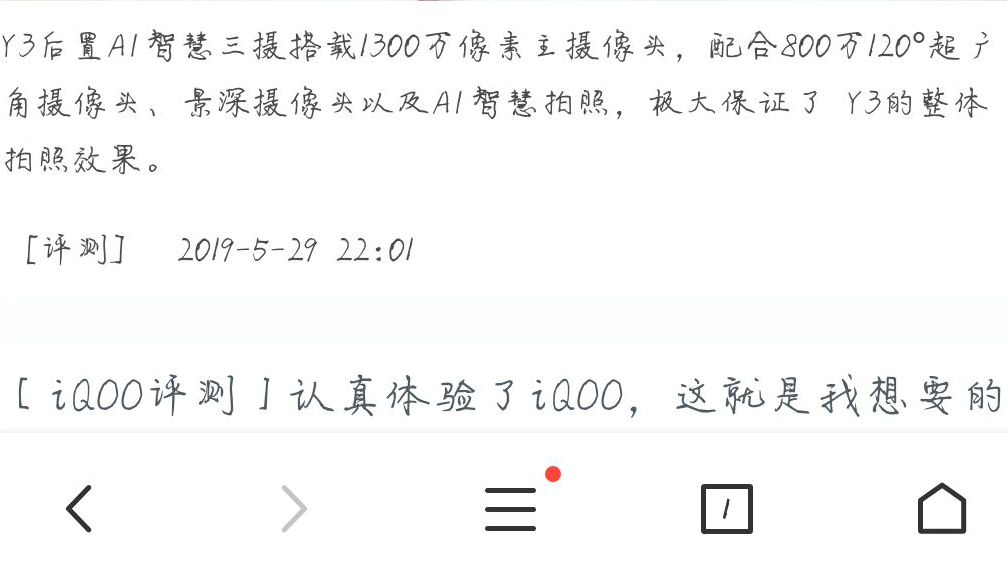 Y3后置AI智慧三摄搭载1300万像素主摄像头，配合800万120°超广
角摄像头、景深摄像头以及AI智慧拍照，极大保证了 Y3的整体
拍照效果。
[评测] 2019-5-29 22:01
[iQOO评测]认真体验了iQOO，这就是我想要的
1